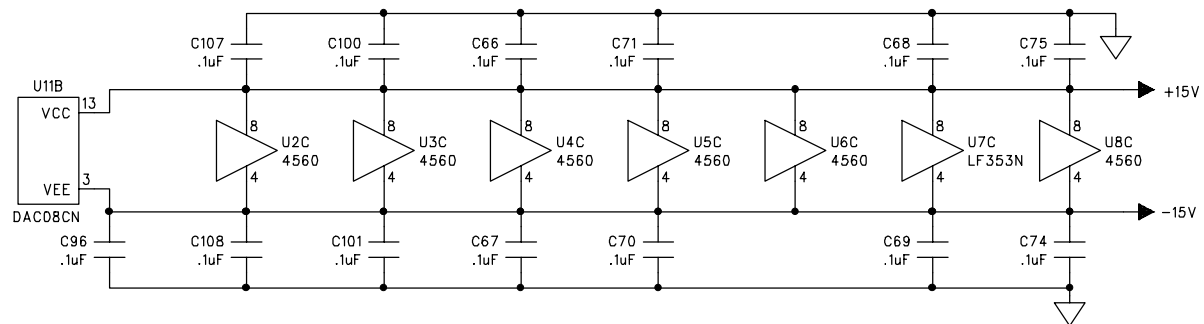 C107
.1uF
C100
.1uF
C66
.1uF
C71
.1uF
C68
.1uF
C75
.1uF
U11B
VCC
13
VEE
3
DAC08CN
+15V
8
U2C
4560
4
8
U3C
4560
4
8
U4C
4560
4
8
U5C
4560
4
8
U6C
4560
4
8
U7C
LF353N
4
8
U8C
4560
4
-15V
C96
.1uF
C108
.1uF
C101
.1uF
C67
.1uF
C70
.1uF
C69
.1uF
C74
.1uF